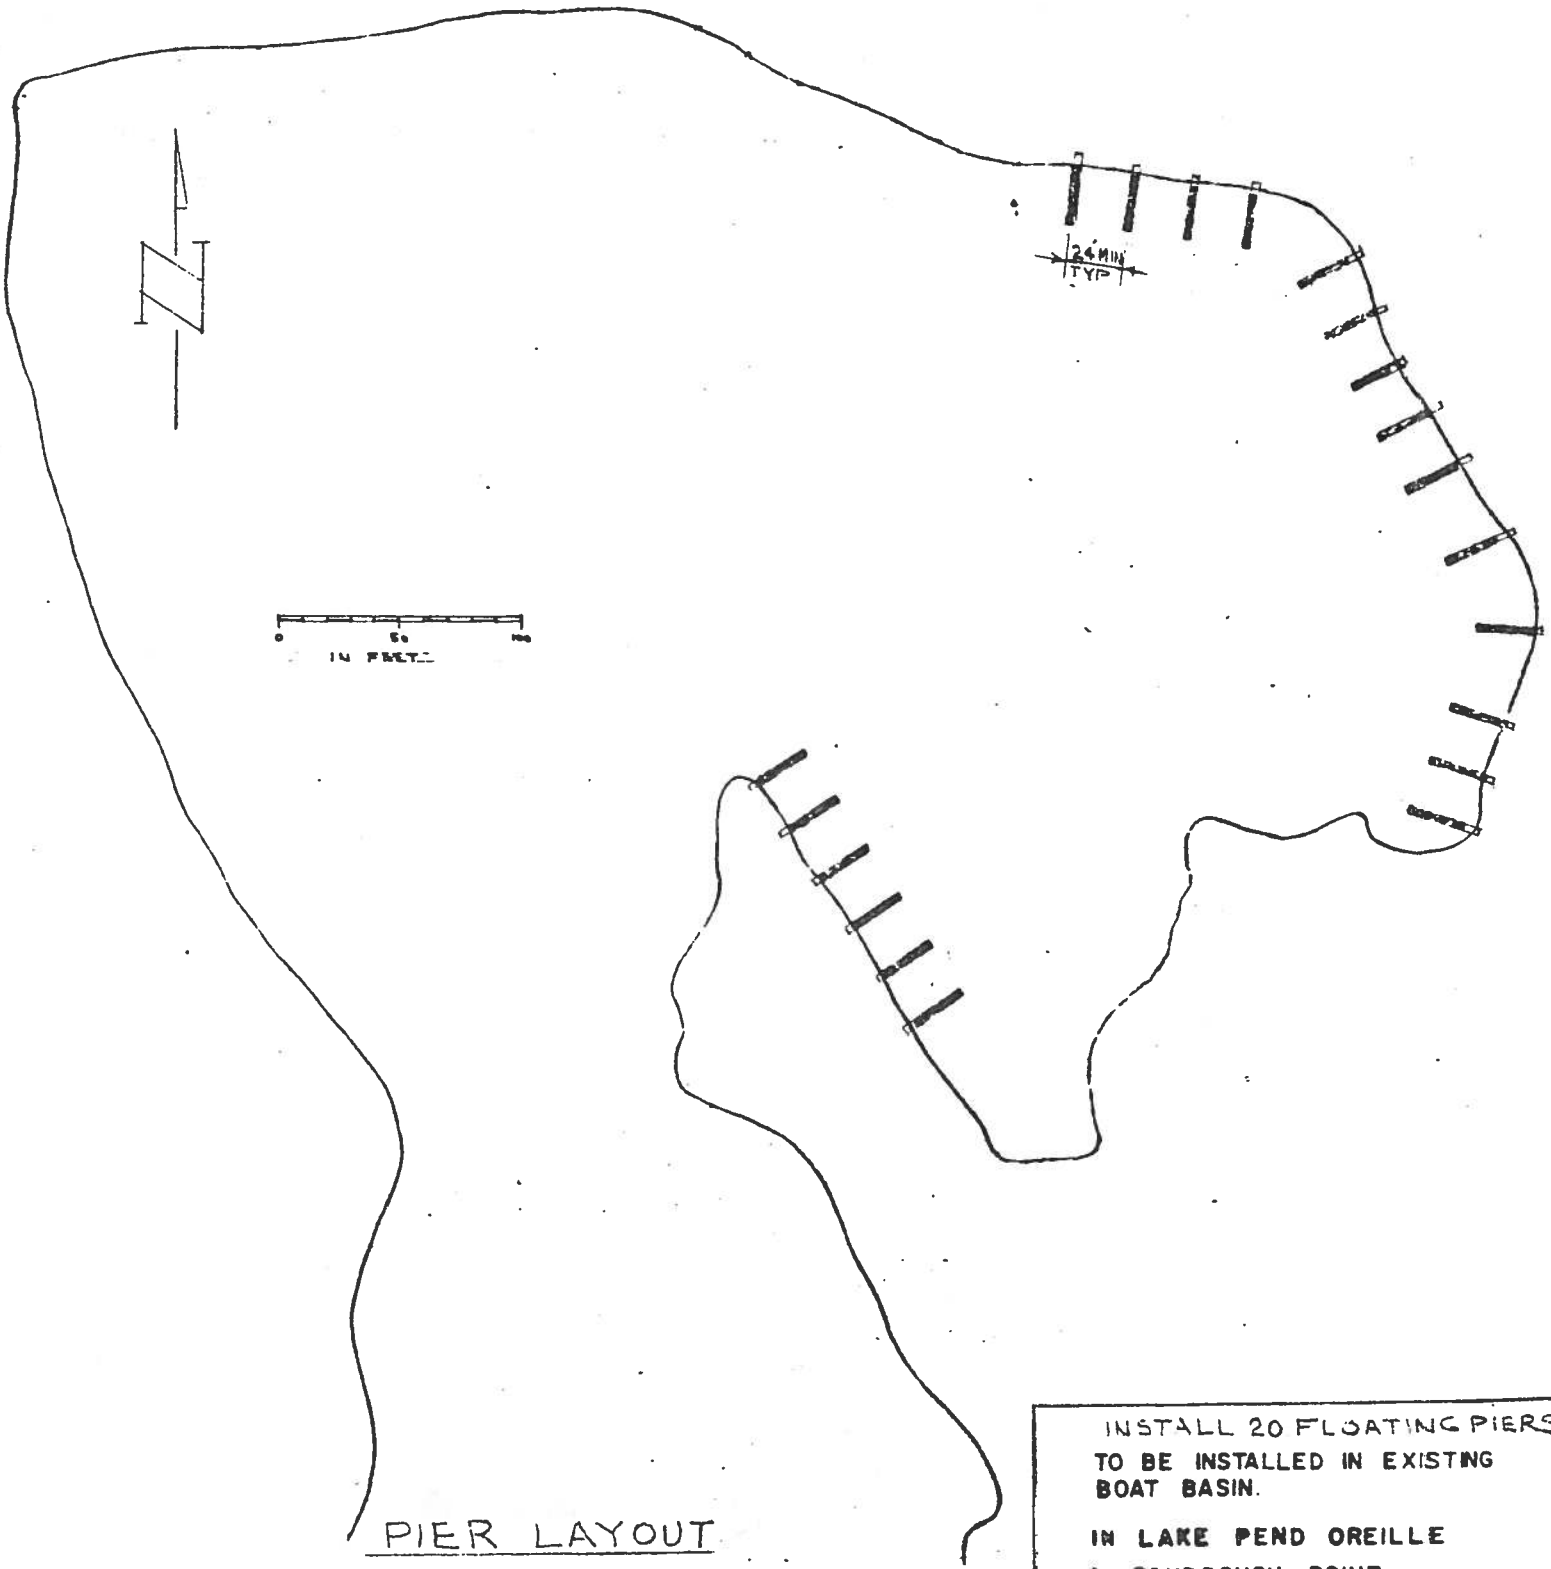 24' MIN
TYP
0 50 100
IN FEET
INSTALL 20 FLOATING PIERS
TO BE INSTALLED IN EXISTING
BOAT BASIN.
IN LAKE PEND OREILLE
PIER LAYOUT
POINT